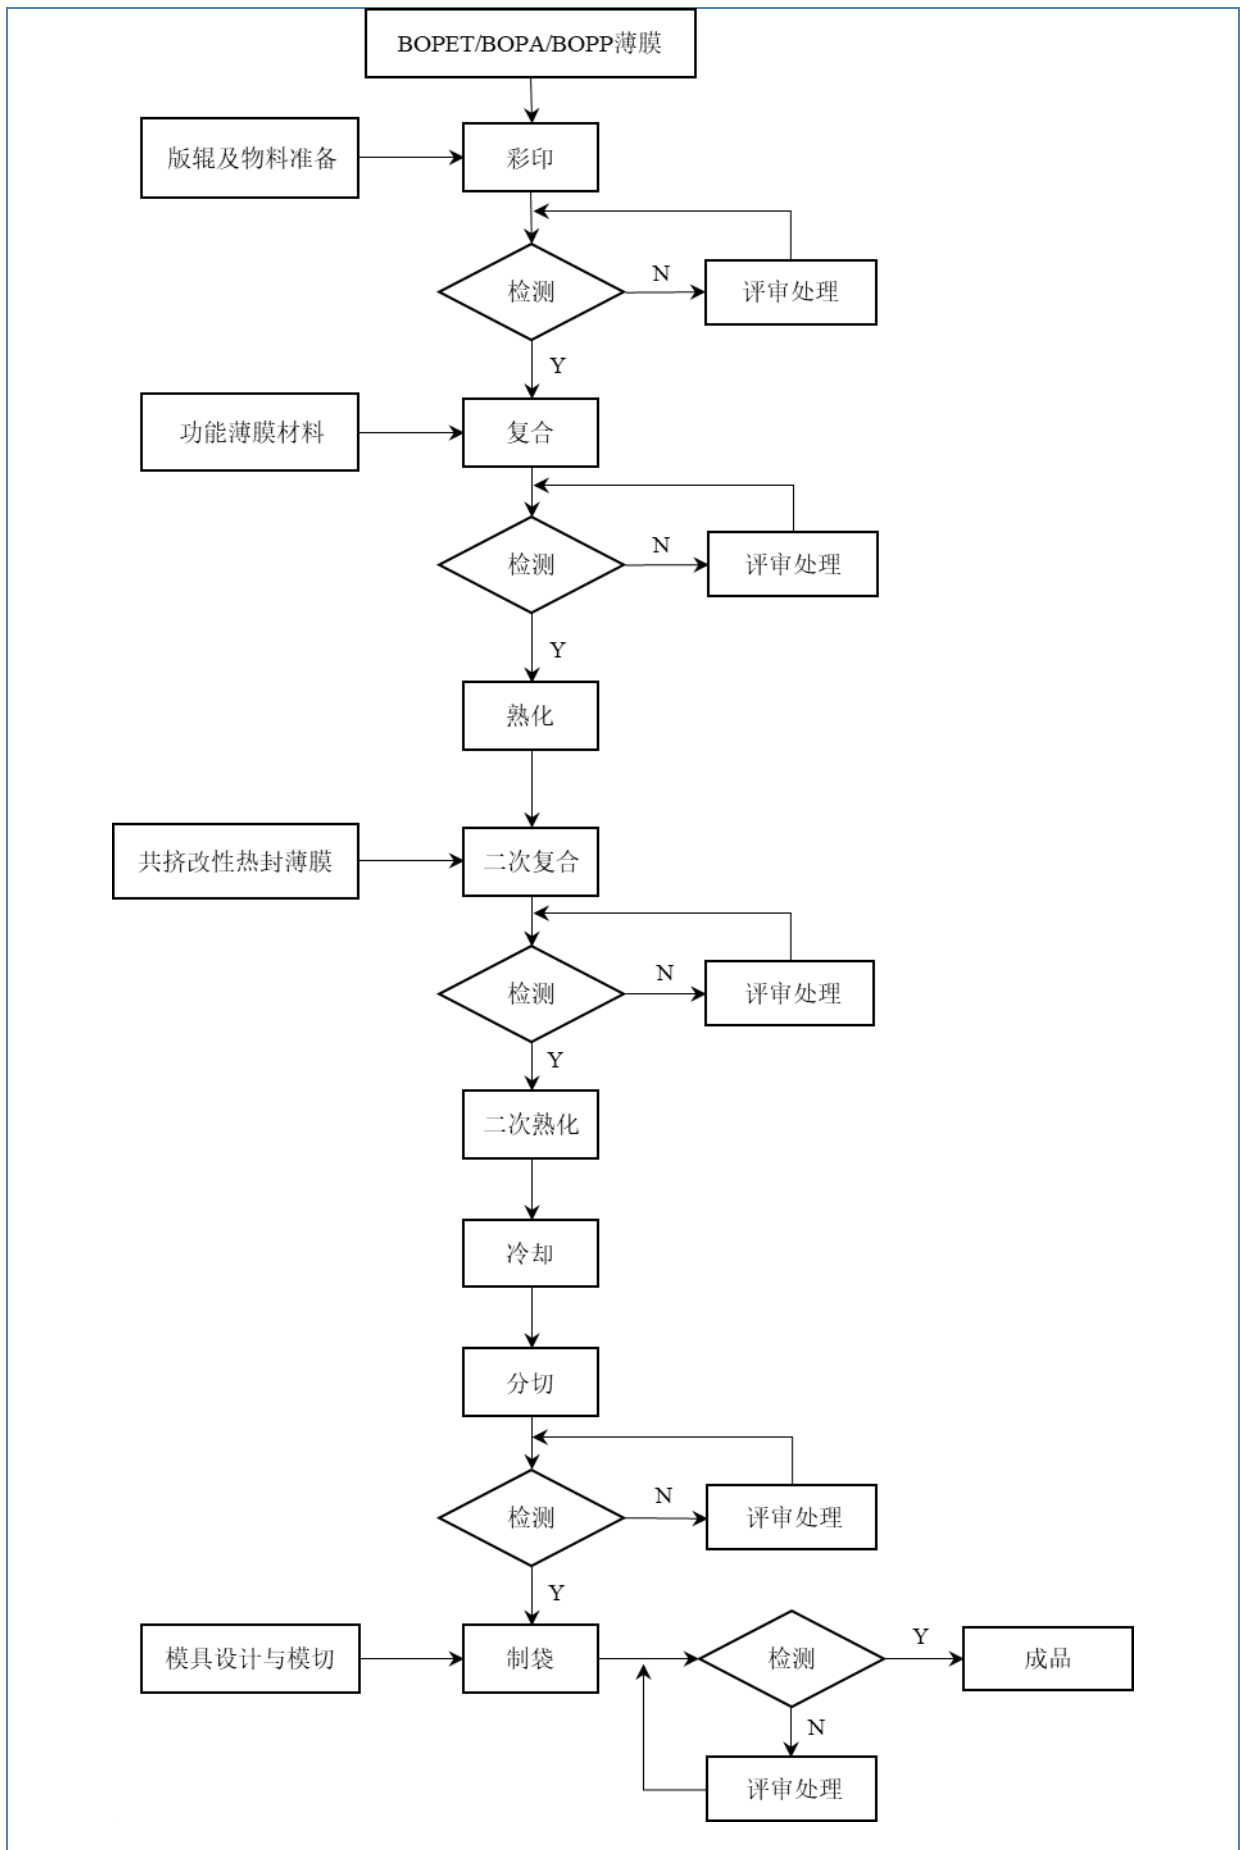 BOPET/BOPA/BOPP薄膜
版辊及物料准备
彩印
检测
N
评审处理
Y
功能薄膜材料
复合
检测
N
评审处理
Y
熟化
共挤改性热封薄膜
二次复合
检测
N
评审处理
Y
二次熟化
冷却
分切
检测
N
评审处理
Y
模具设计与模切
制袋
检测
Y
成品
N
评审处理